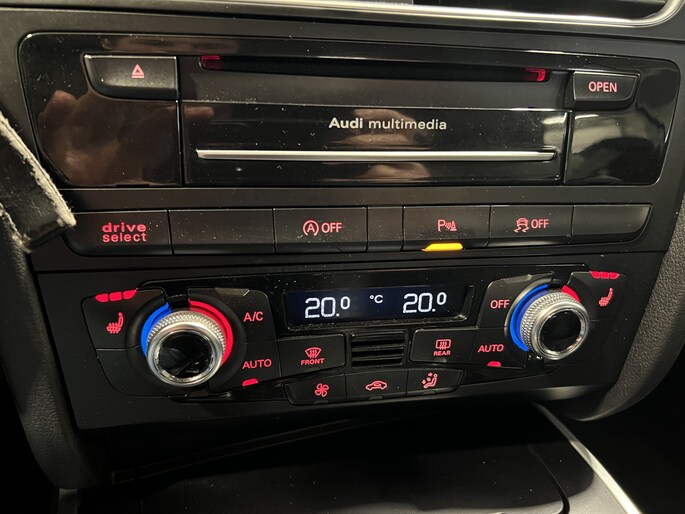 OPEN
Audi multimedia
drive
select
A OFF
P
OFF
20.0 °C 20.0
A/C
OFF
AUTO
FRONT
REAR
AUTO